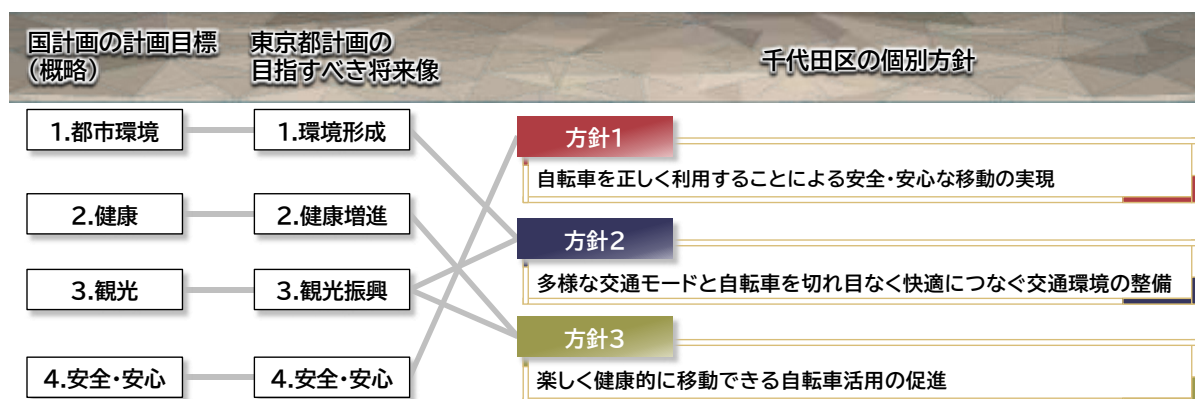 国計画の計画目標
(概略)
東京都計画の
目指すべき将来像
千代田区の個別方針
1.都市環境
1.環境形成
方針1
自転車を正しく利用することによる安全・安心な移動の実現
2.健康
2.健康増進
方針2
多様な交通モードと自転車を切れ目なく快適につなぐ交通環境の整備
3.観光
3.観光振興
方針3
楽しく健康的に移動できる自転車活用の促進
4.安全・安心
4.安全・安心